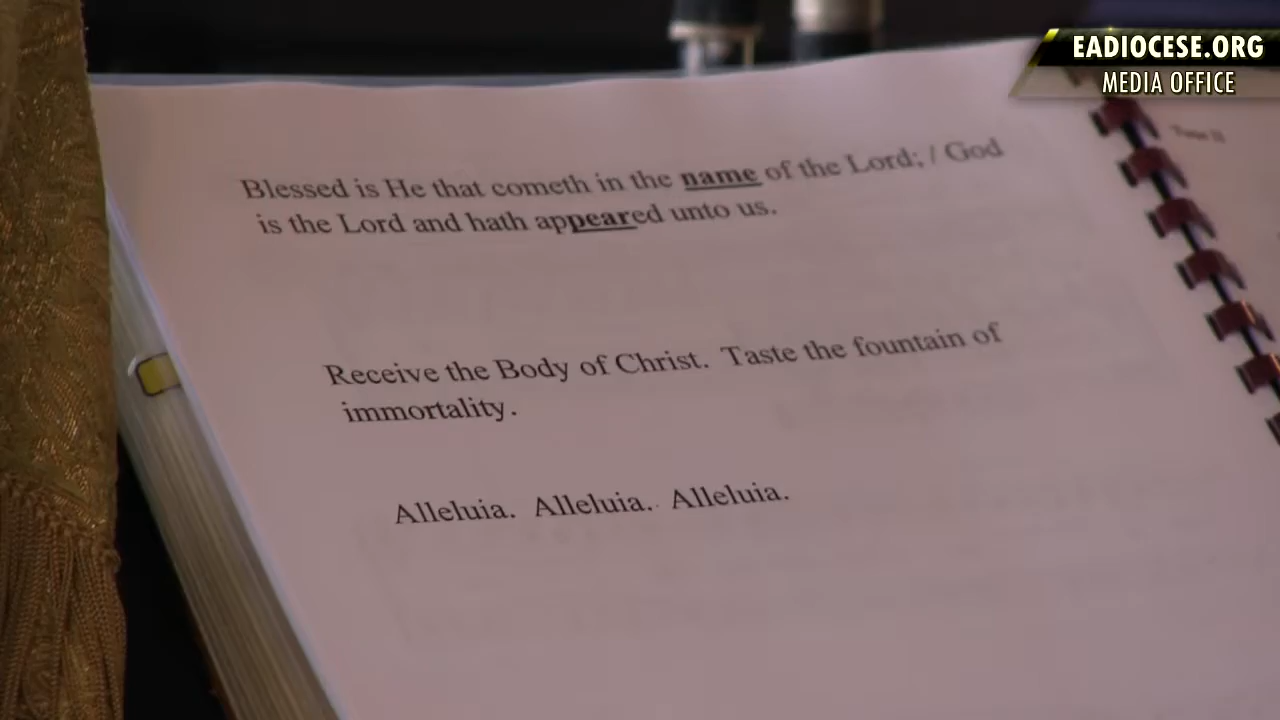 EADIOCESE.ORG
MEDIA OFFICE
Blessed is He that cometh in the name of the Lord; / God
is the Lord and hath appeared unto us.
Receive the Body of Christ. Taste the fountain of
immortality.
Alleluia. Alleluia. Alleluia.